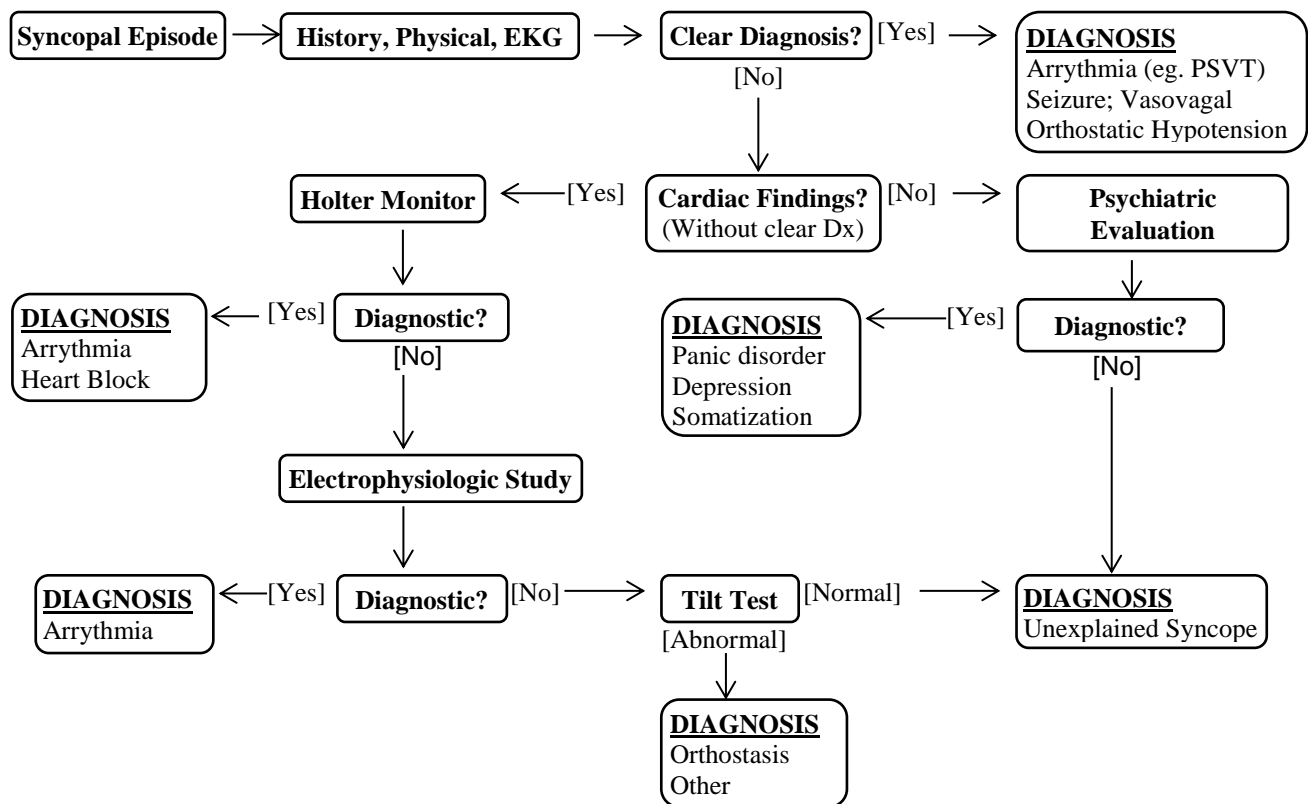 Syncopal Episode
History, Physical, EKG
Clear Diagnosis?
[Yes]
DIAGNOSIS
Arrythmia (eg. PSVT)
Seizure; Vasovagal
Orthostatic Hypotension
[No]
Holter Monitor
[Yes]
Cardiac Findings?
(Without clear Dx)
[No]
Psychiatric
Evaluation
DIAGNOSIS
Arrythmia
Heart Block
[Yes]
Diagnostic?
[No]
DIAGNOSIS
Panic disorder
Depression
Somatization
[Yes]
Diagnostic?
[No]
Electrophysiologic Study
DIAGNOSIS
Arrythmia
[Yes]
Diagnostic?
[No]
Tilt Test
[Normal]
[Abnormal]
DIAGNOSIS
Unexplained Syncope
DIAGNOSIS
Orthostasis
Other